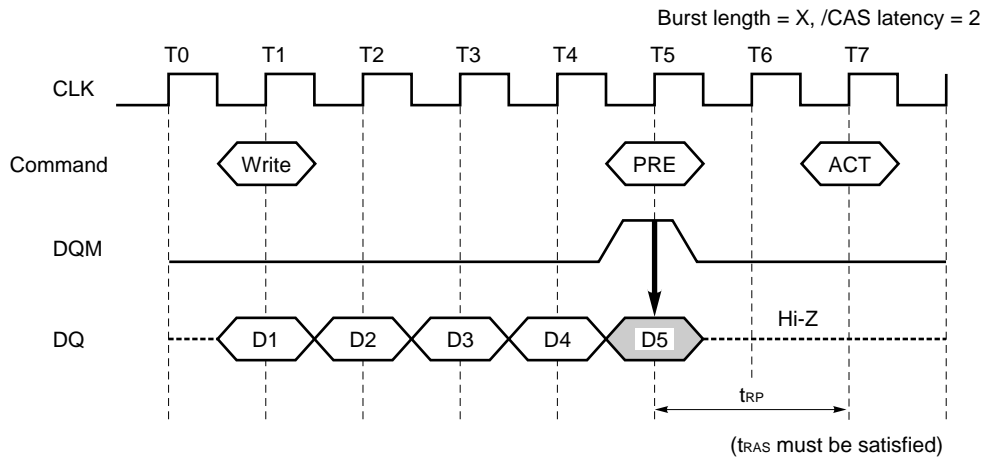 Burst length = X, /CAS latency = 2
T0 T1 T2 T3 T4 T5 T6 T7
CLK
Command Write PRE ACT
DQM
Hi-Z
DQ D1 D2 D3 D4 D5
tRP
(tRAS must be satisfied)